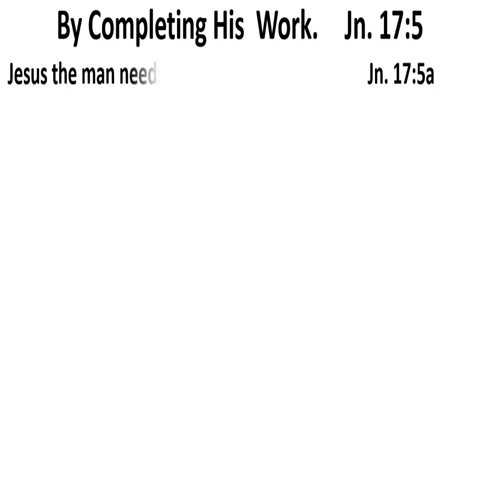 By Completing His Work. Jn. 17:5
Jesus the man need Jn. 17:5a